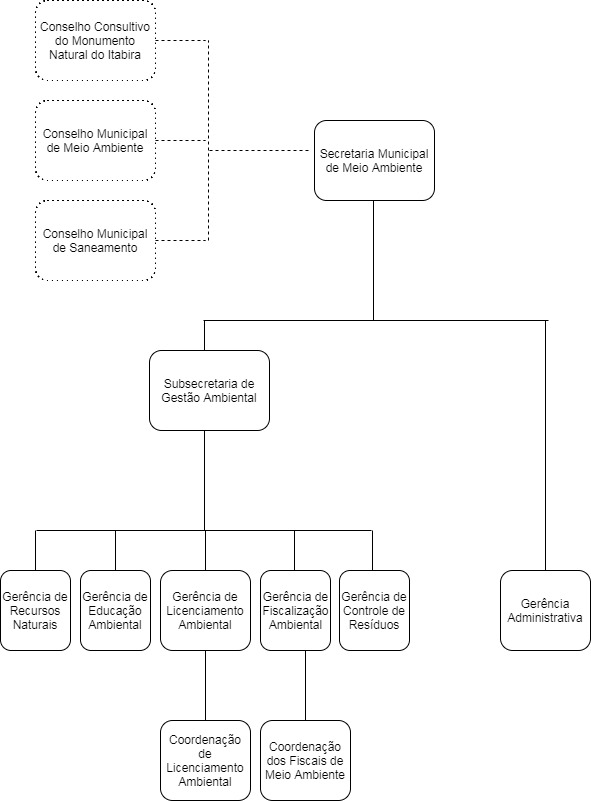 Conselho Consultivo
do Monumento
Natural do Itabira
Conselho Municipal
de Meio Ambiente
Secretaria Municipal
de Meio Ambiente
Conselho Municipal
de Saneamento
Subsecretaria de
Gestão Ambiental
Gerência de
Recursos
Naturais
Gerência de
Educação
Ambiental
Gerência de
Licenciamento
Ambiental
Gerência de
Fiscalização
Ambiental
Gerência de
Controle de
Resíduos
Gerência
Administrativa
Coordenação
de
Licenciamento
Ambiental
Coordenação
dos Fiscais de
Meio Ambiente